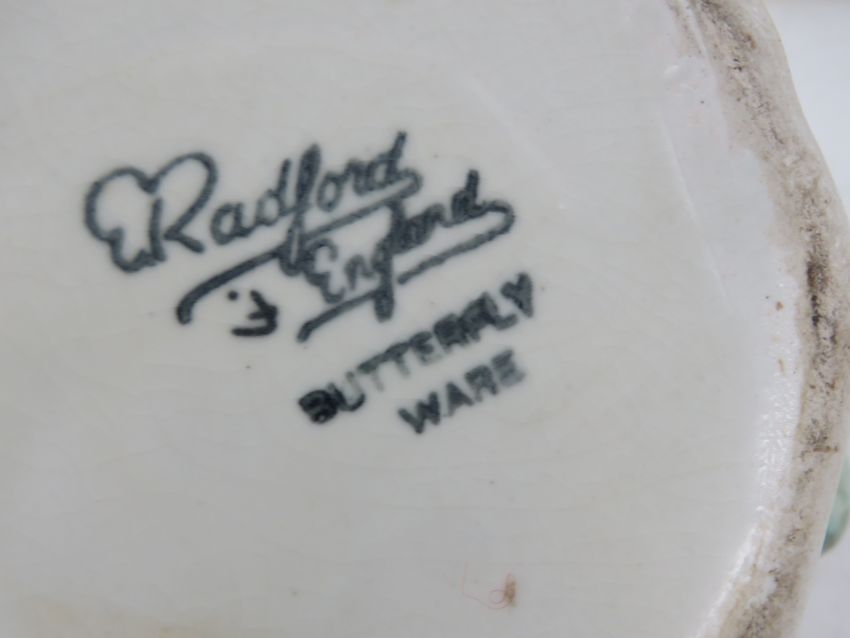 E Radford
England
F.
BUTTERFLY
WARE